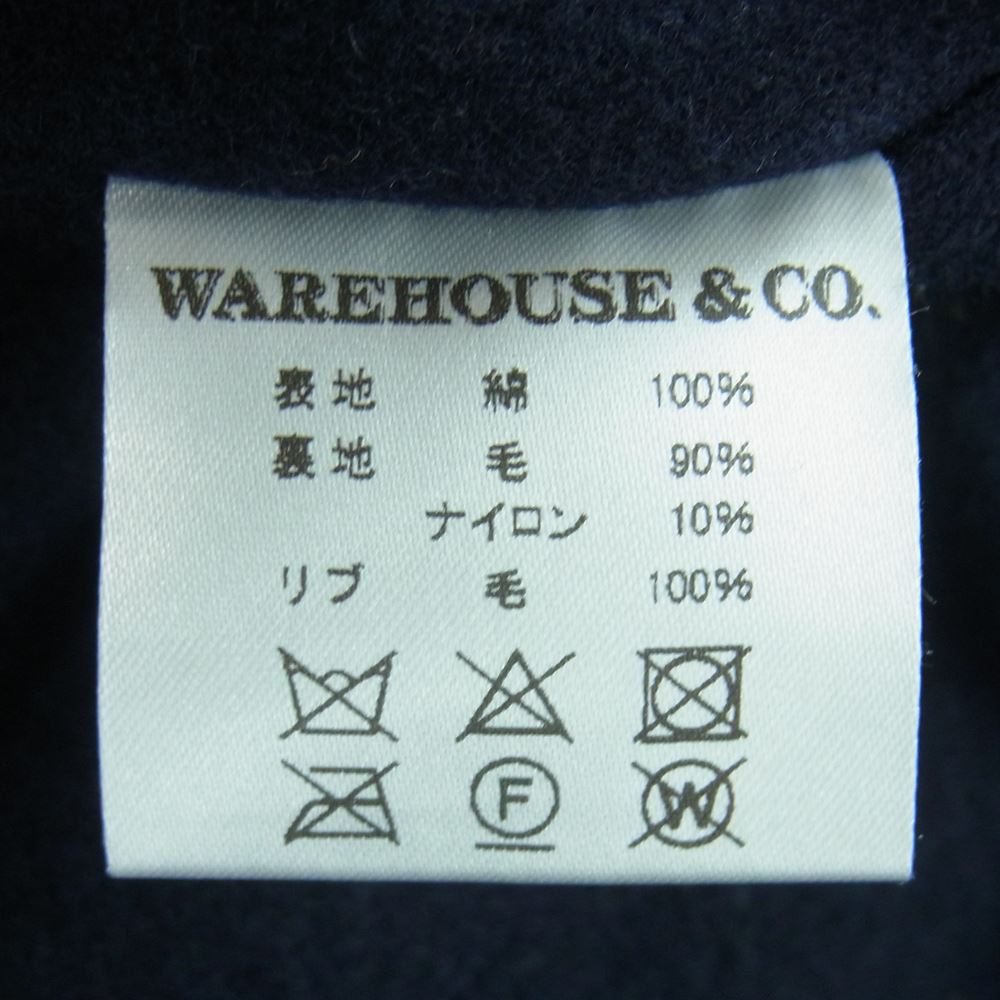 WAREHOUSE & CO.
表地 綿 100%
裏地 毛 90%
ナイロン 10%
リブ 毛 100%
F W